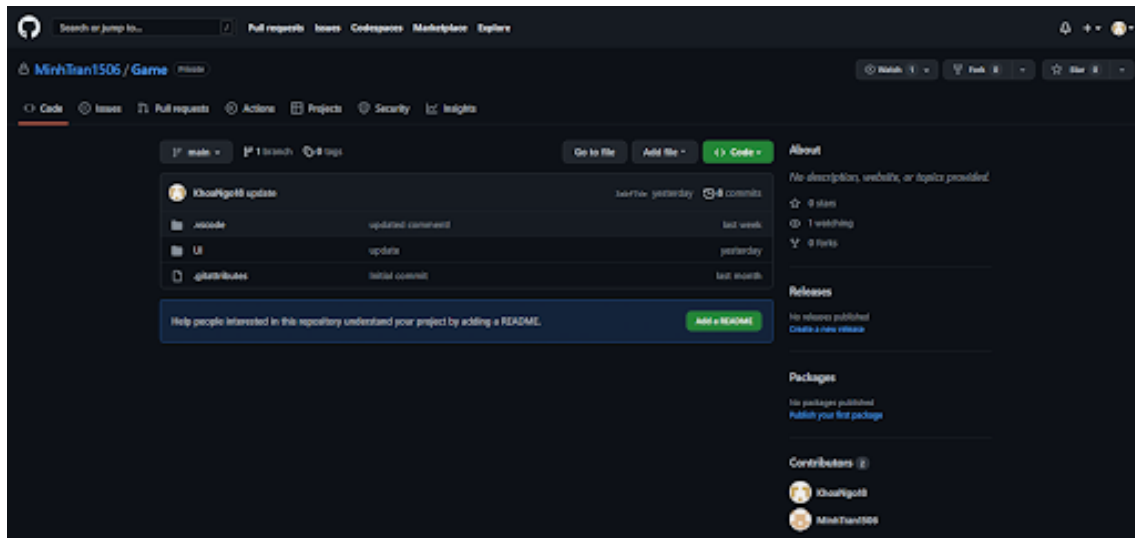 Search or jump to... /
Pull requests Issues Codespaces Marketplace Explore
MinhTran1506 / Game Private
Watch 1 Fork 0 Star 0
Code Issues Pull requests Actions Projects Security Insights
main 1 branch 0 tags Go to file Add file Code
update yesterday commits
.vscode updated comment! last week
UI update yesterday
.gitattributes Initial commit last month
Help people interested in this repository understand your project by adding a README. Add a README
About
No description, website, or topics provided.
0 stars
1 watching
0 forks
Releases
No releases published
Create a new release
Packages
No packages published
Publish your first package
Contributors 2
MinhTran1506